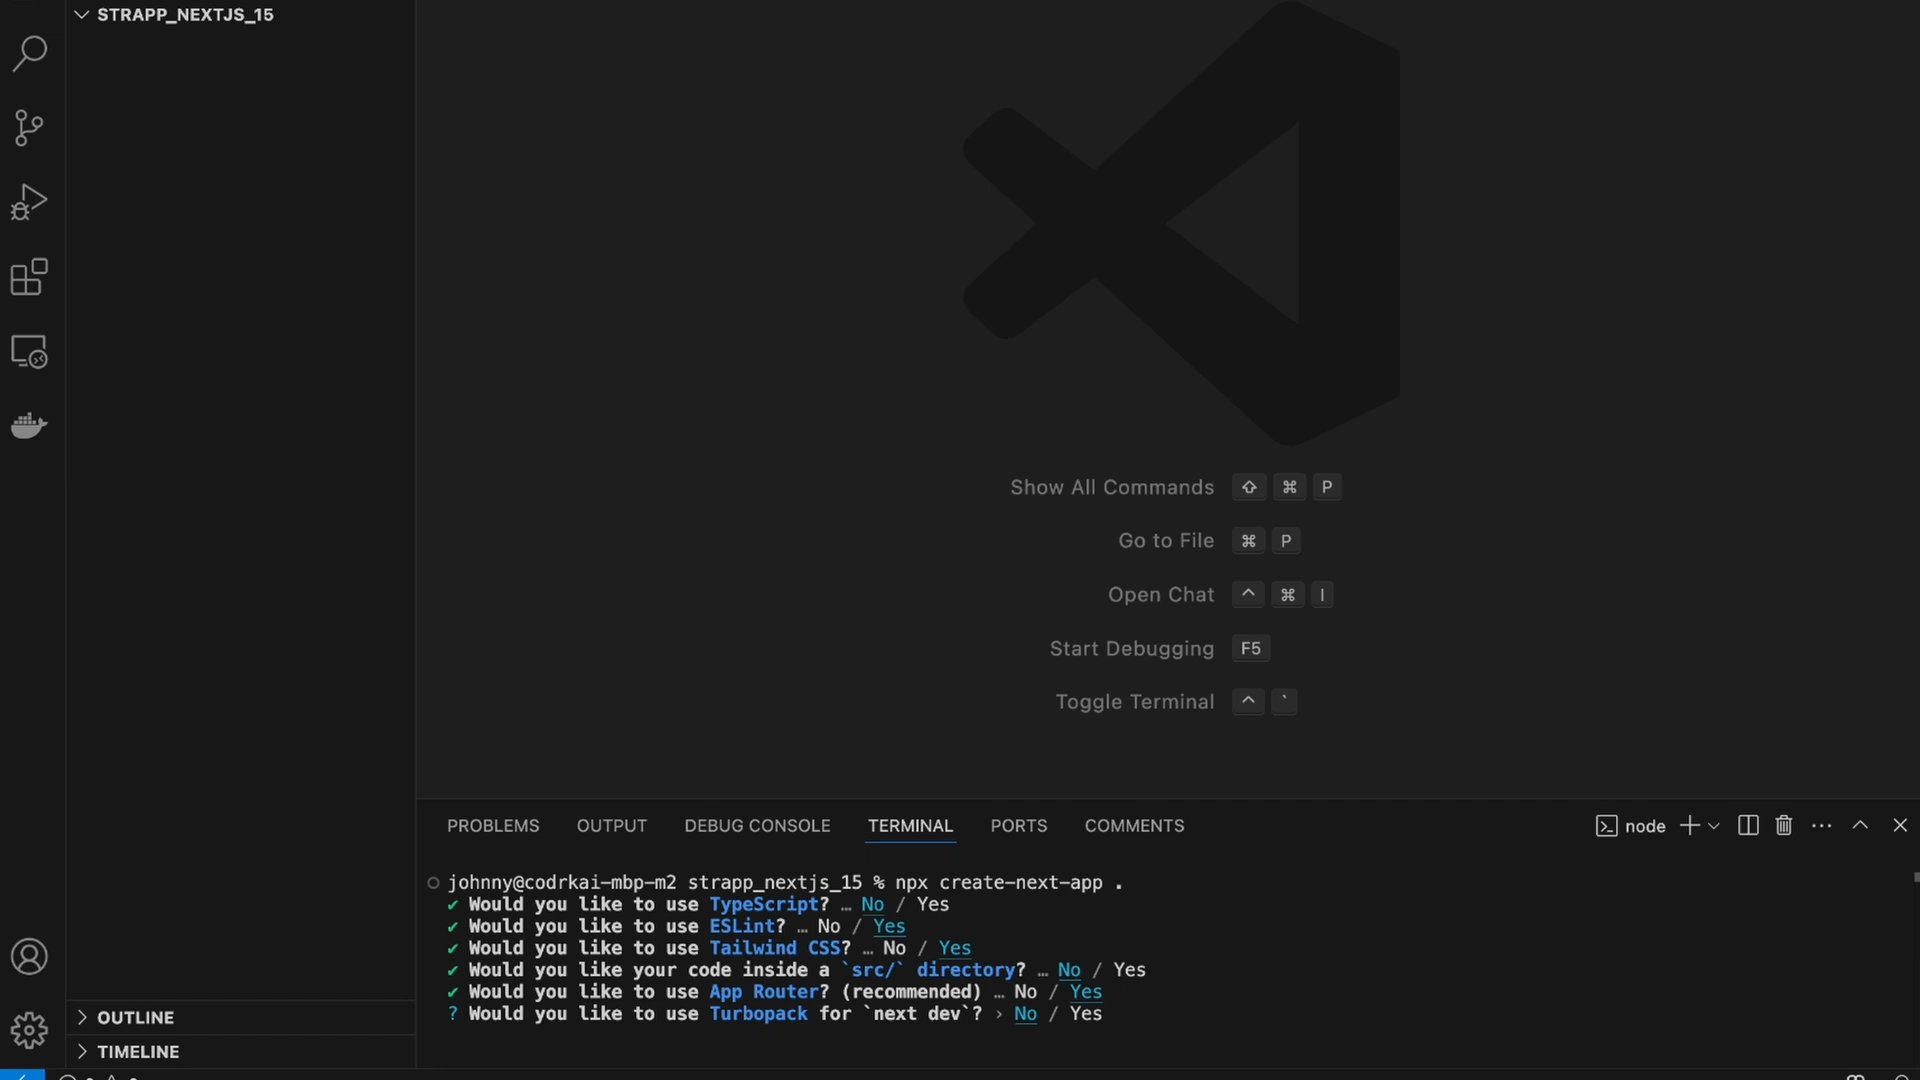 STRAPP_NEXTJS_15
Show All Commands ⇧ ⌘ P
Go to File ⌘ P
Open Chat ^ ⌘ I
Start Debugging F5
Toggle Terminal ^ `
PROBLEMS OUTPUT DEBUG CONSOLE TERMINAL PORTS COMMENTS node
johnny@codrkai-mbp-m2 strapp_nextjs_15 % npx create-next-app .
✔ Would you like to use TypeScript? … No / Yes
✔ Would you like to use ESLint? … No / Yes
✔ Would you like to use Tailwind CSS? … No / Yes
✔ Would you like your code inside a `src/` directory? … No / Yes
✔ Would you like to use App Router? (recommended) … No / Yes
? Would you like to use Turbopack for `next dev`? › No / Yes
OUTLINE
TIMELINE